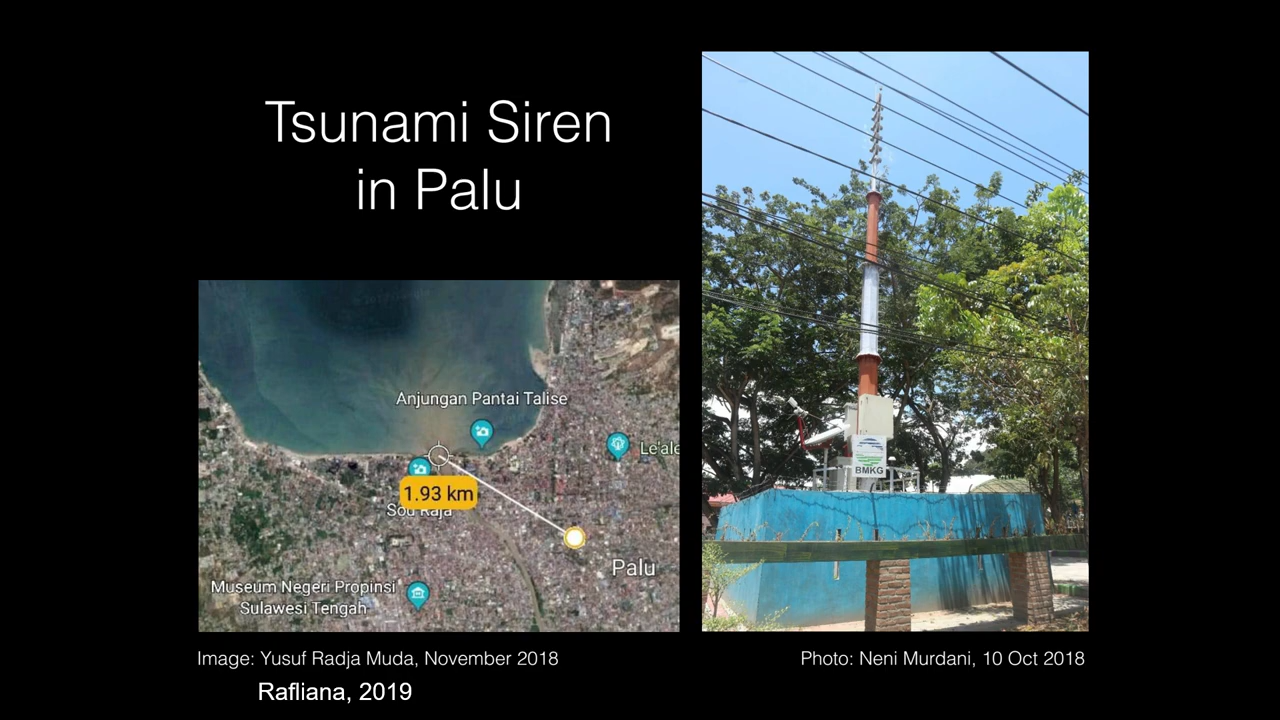 Tsunami Siren
in Palu
Anjungan Pantai Talise
Le'ale
1.93 km
Sou Raja
Palu
Museum Negeri Propinsi
Sulawesi Tengah
BMKG
Image: Yusuf Radja Muda, November 2018
Photo: Neni Murdani, 10 Oct 2018
Rafliana, 2019